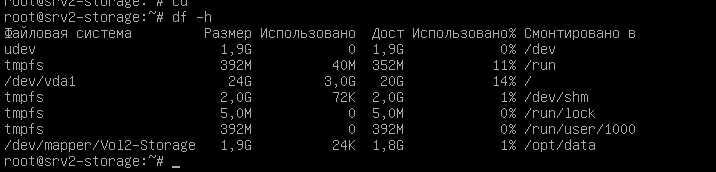 root@srv2-storage:~# cd
root@srv2-storage:~# df -h
Файловая система Размер Использовано Дост Использовано% Смонтировано в
udev 1,9G 0 1,9G 0% /dev
tmpfs 392M 40M 352M 11% /run
/dev/vda1 24G 3,0G 20G 14% /
tmpfs 2,0G 72K 2,0G 1% /dev/shm
tmpfs 5,0M 0 5,0M 0% /run/lock
tmpfs 392M 0 392M 0% /run/user/1000
/dev/mapper/Vol2-Storage 1,9G 24K 1,8G 1% /opt/data
root@srv2-storage:~# _